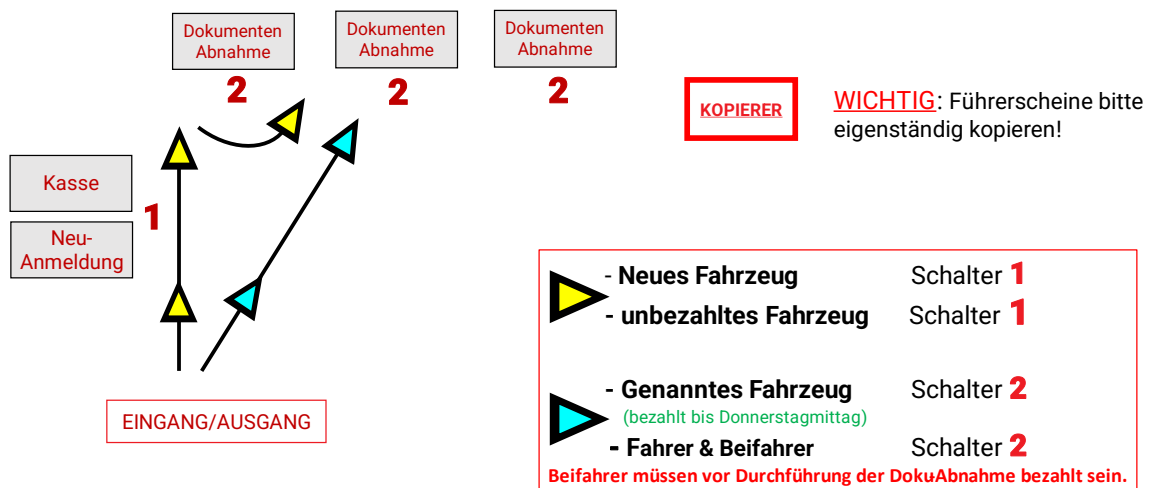 Dokumenten
Abnahme
2
Dokumenten
Abnahme
2
Dokumenten
Abnahme
2
KOPIERER
WICHTIG: Führerscheine bitte
eigenständig kopieren!
Kasse
1
Neu-
Anmeldung
EINGANG/AUSGANG
- Neues Fahrzeug Schalter 1
- unbezahltes Fahrzeug Schalter 1
- Genanntes Fahrzeug Schalter 2
(bezahlt bis Donnerstagmittag)
- Fahrer & Beifahrer Schalter 2
Beifahrer müssen vor Durchführung der Doku-Abnahme bezahlt sein.